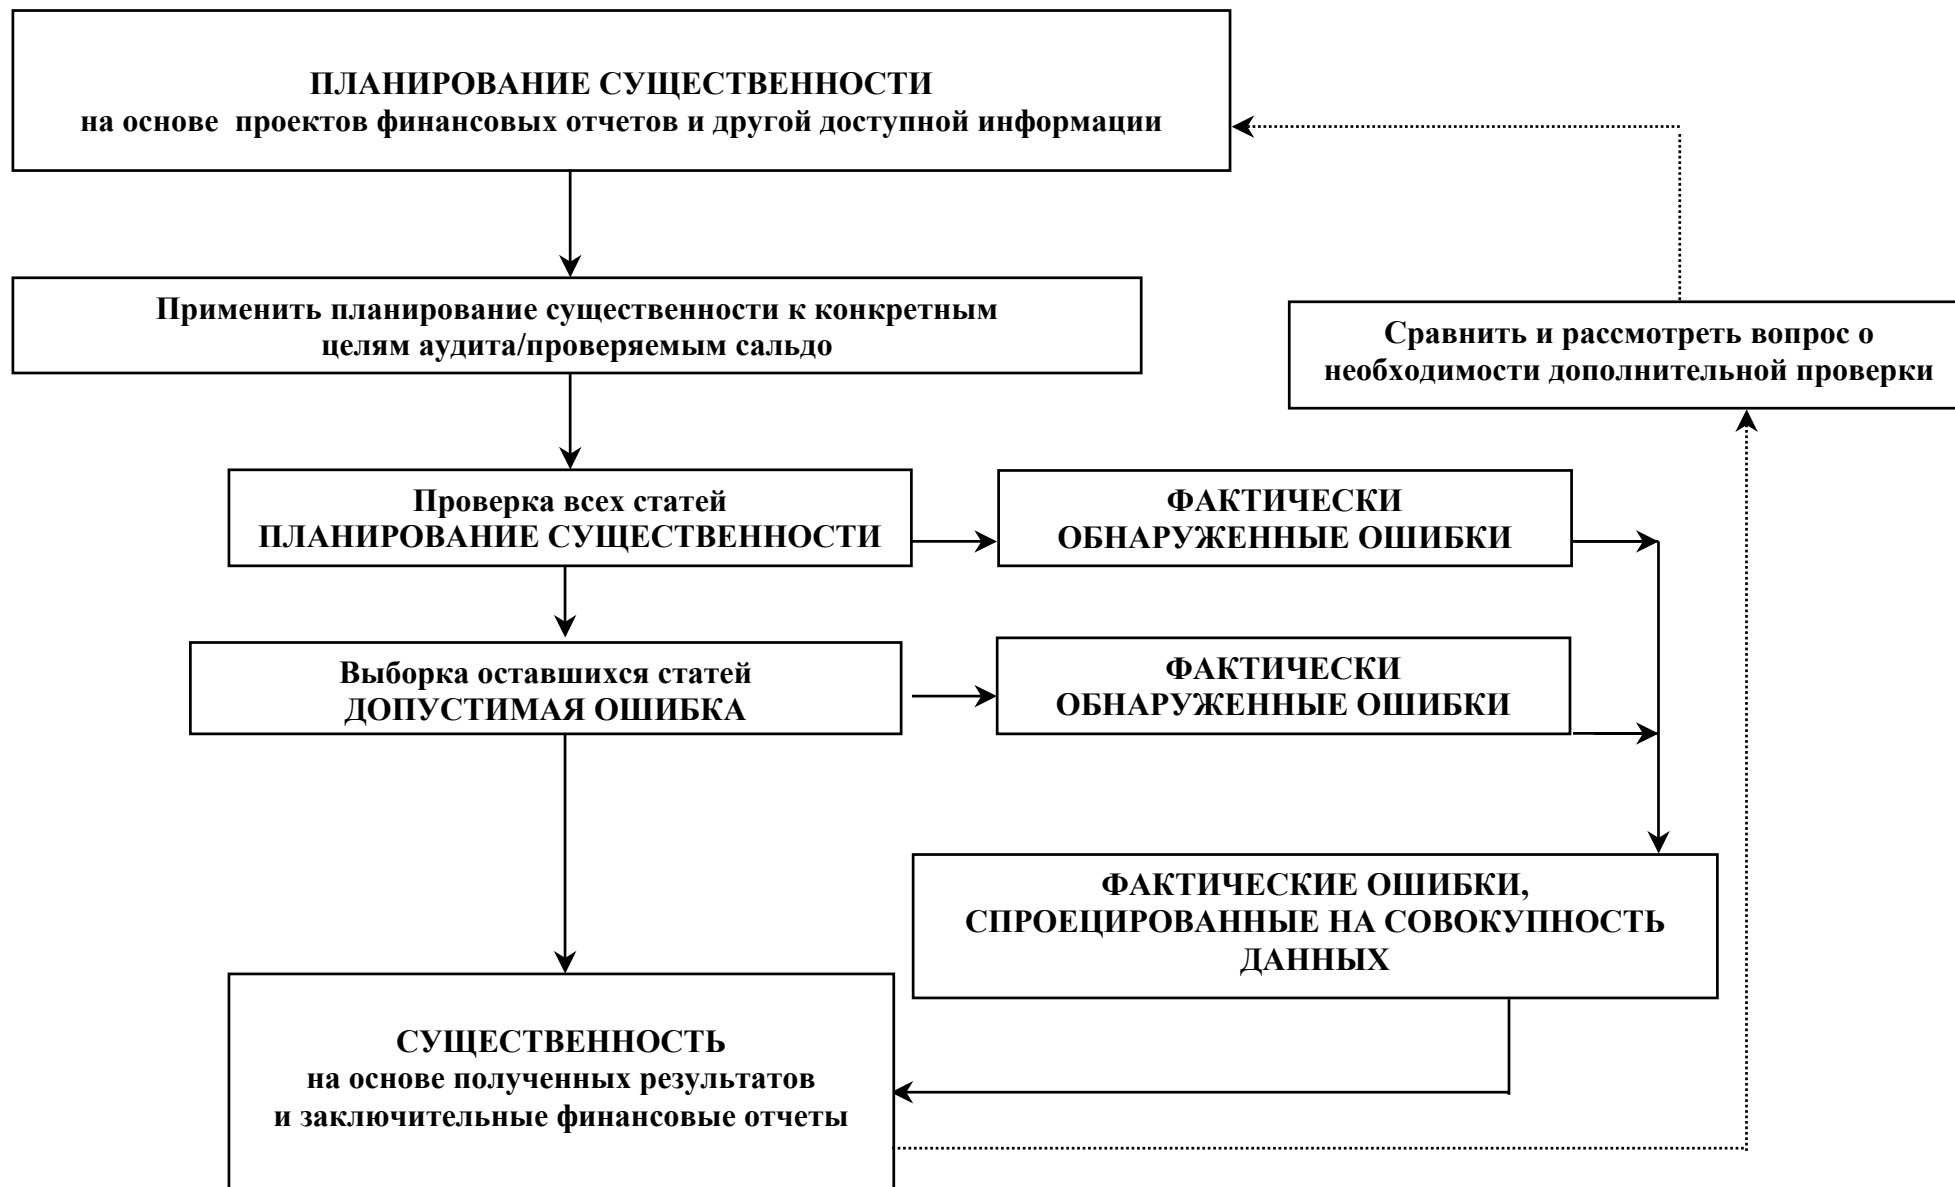 ПЛАНИРОВАНИЕ СУЩЕСТВЕННОСТИ
на основе проектов финансовых отчетов и другой доступной информации
Применить планирование существенности к конкретным
целям аудита/проверяемым сальдо
Сравнить и рассмотреть вопрос о
необходимости дополнительной проверки
Проверка всех статей
ПЛАНИРОВАНИЕ СУЩЕСТВЕННОСТИ
ФАКТИЧЕСКИ
ОБНАРУЖЕННЫЕ ОШИБКИ
Выборка оставшихся статей
ДОПУСТИМАЯ ОШИБКА
ФАКТИЧЕСКИ
ОБНАРУЖЕННЫЕ ОШИБКИ
ФАКТИЧЕСКИЕ ОШИБКИ,
СПРОЕЦИРОВАННЫЕ НА СОВОКУПНОСТЬ
ДАННЫХ
СУЩЕСТВЕННОСТЬ
на основе полученных результатов
и заключительные финансовые отчеты